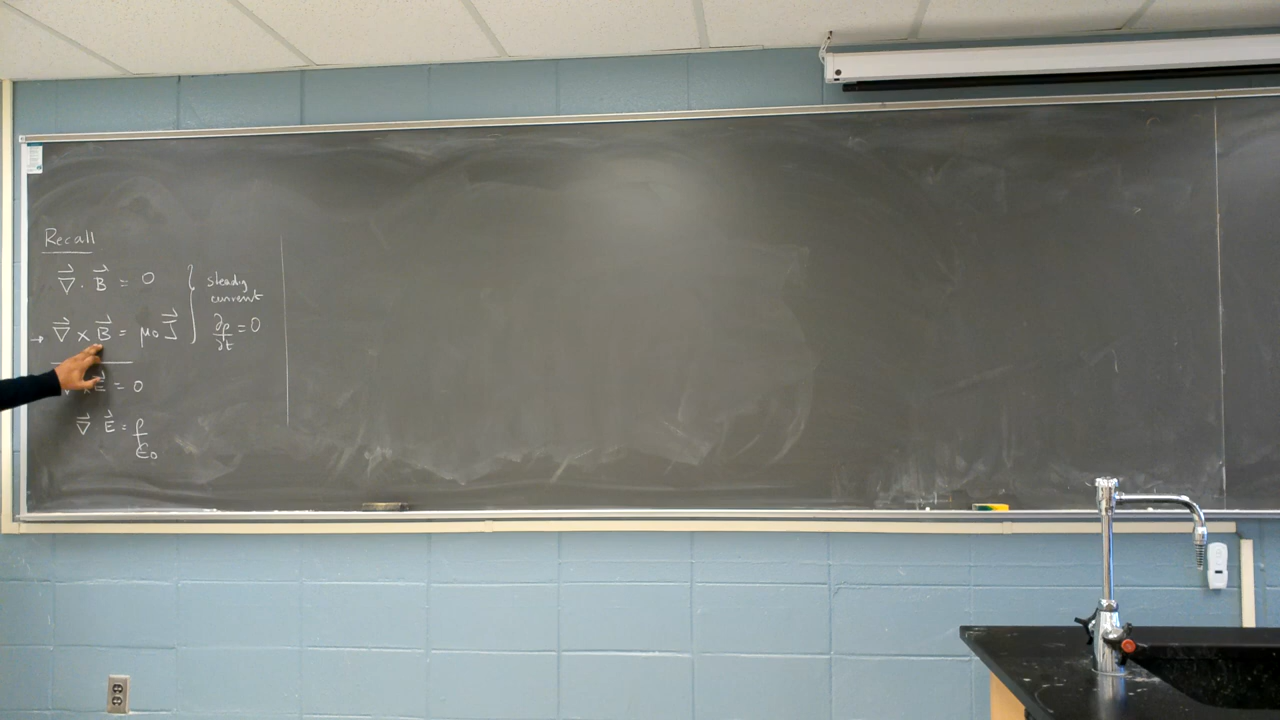 Recall
∇⃗ · B⃗ = 0
→ ∇⃗ × B⃗ = μ₀ J⃗
steady
current
∂ρ/∂t = 0
∇⃗ × E⃗ = 0
∇⃗ E⃗ = ρ/ε₀